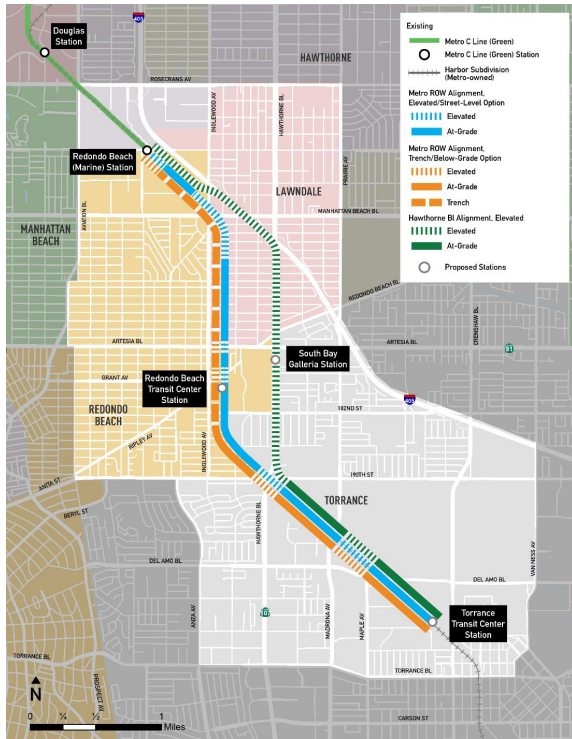 Douglas
Station
405
HAWTHORNE
ROSECRANS AV
INGLEWOOD AV
HAWTHORNE BL
PRAIRIE AV
Redondo Beach
(Marine) Station
LAWNDALE
MANHATTAN BEACH BL
AVIATION BL
MANHATTAN
BEACH
REDONDO BEACH BL
CRENSHAW BL
ARTESIA BL
ARTESIA BL
91
South Bay
Galleria Station
GRANT AV
Redondo Beach
Transit Center
Station
405
182ND ST
REDONDO
BEACH
RIPLEY AV
INGLEWOOD AV
190TH ST
ANITA ST
TORRANCE
BERYL ST
HAWTHORNE BL
DEL AMO BL
DEL AMO BL
VAN NESS AV
ANZA AV
107
MADRONA AV
MAPLE AV
Torrance
Transit Center
Station
TORRANCE BL
TORRANCE BL
PROSPECT AV
CARSON ST
N
0 ¼ ½ 1
Miles
Existing
Metro C Line (Green)
Metro C Line (Green) Station
Harbor Subdivision
(Metro-owned)
Metro ROW Alignment,
Elevated/Street-Level Option
Elevated
At-Grade
Metro ROW Alignment,
Trench/Below-Grade Option
Elevated
At-Grade
Trench
Hawthorne Bl Alignment, Elevated
Elevated
At-Grade
Proposed Stations